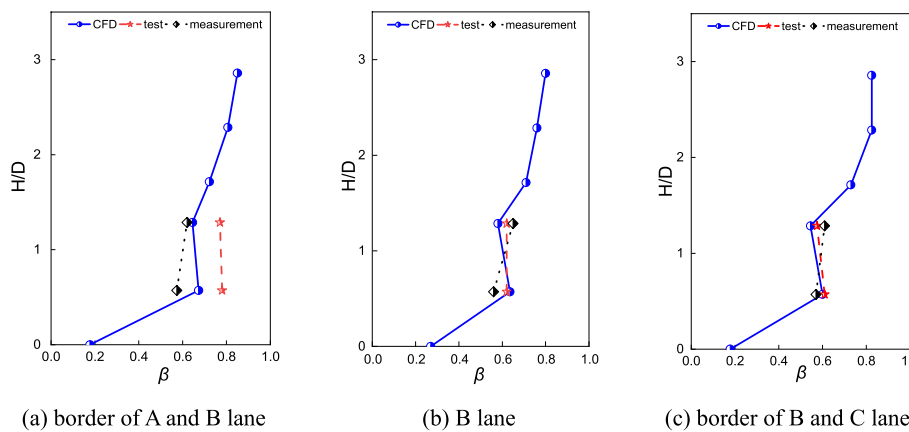 CFD test measurement
3
2
1
0
H/D
0.0 0.2 0.4 0.6 0.8 1.0
β
(a) border of A and B lane
CFD test measurement
3
2
1
0
H/D
0.0 0.2 0.4 0.6 0.8 1.0
β
(b) B lane
CFD test measurement
3
2
1
0
H/D
0.0 0.2 0.4 0.6 0.8 1.0
β
(c) border of B and C lane